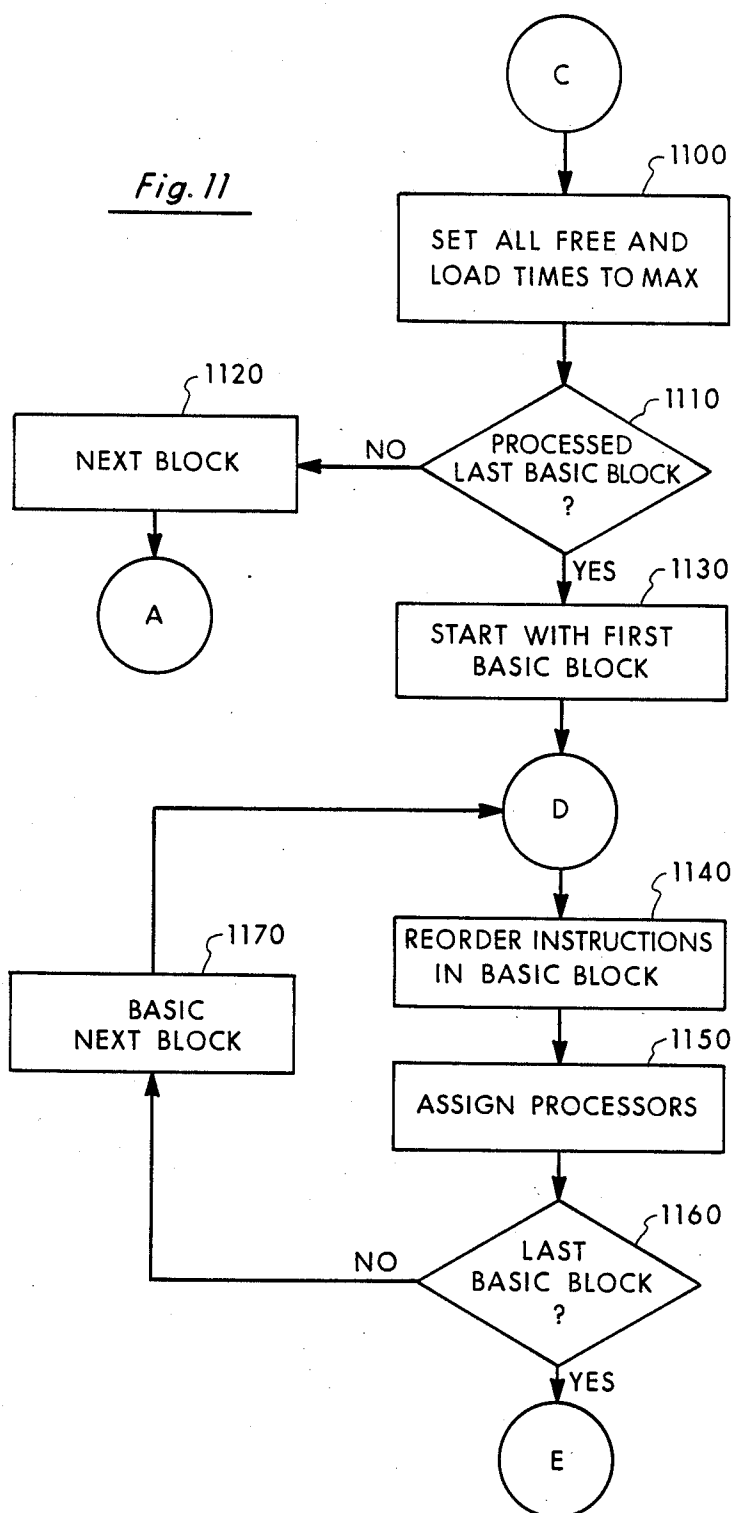 Fig. 11
C
1100
SET ALL FREE AND
LOAD TIMES TO MAX
1110
PROCESSED
LAST BASIC BLOCK
?
NO
1120
NEXT BLOCK
A
YES
1130
START WITH FIRST
BASIC BLOCK
D
1140
REORDER INSTRUCTIONS
IN BASIC BLOCK
1150
ASSIGN PROCESSORS
1160
LAST
BASIC BLOCK
?
NO
1170
BASIC
NEXT BLOCK
YES
E